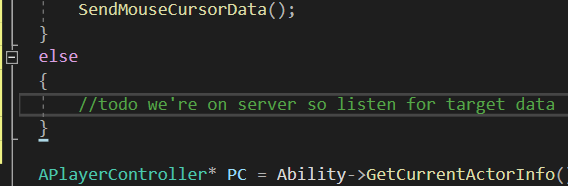 SendMouseCursorData();
}
else
{
//todo we're on server so listen for target data
}
APlayerController* PC = Ability->GetCurrentActorInfo()